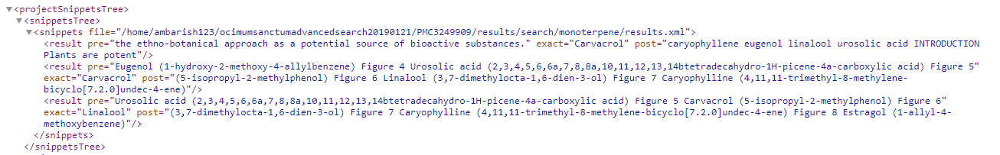 ▼<projectSnippetsTree>
▼<snippetsTree>
▼<snippets file="/home/ambarish123/ocimumsanctumadvancedsearch20190121/PMC3249909/results/search/monoterpene/results.xml">
<result pre="the ethno-botanical approach as a potential source of bioactive substances." exact="Carvacrol" post="caryophyllene eugenol linalool urosolic acid INTRODUCTION
Plants are potent"/>
<result pre="Eugenol (1-hydroxy-2-methoxy-4-allylbenzene) Figure 4 Urosolic acid (2,3,4,5,6,6a,7,8,8a,10,11,12,13,14btetradecahydro-1H-picene-4a-carboxylic acid) Figure 5"
exact="Carvacrol" post="(5-isopropyl-2-methylphenol) Figure 6 Linalool (3,7-dimethylocta-1,6-dien-3-ol) Figure 7 Caryophylline (4,11,11-trimethyl-8-methylene-
bicyclo[7.2.0]undec-4-ene)"/>
<result pre="Urosolic acid (2,3,4,5,6,6a,7,8,8a,10,11,12,13,14btetradecahydro-1H-picene-4a-carboxylic acid) Figure 5 Carvacrol (5-isopropyl-2-methylphenol) Figure 6"
exact="Linalool" post="(3,7-dimethylocta-1,6-dien-3-ol) Figure 7 Caryophylline (4,11,11-trimethyl-8-methylene-bicyclo[7.2.0]undec-4-ene) Figure 8 Estragol (1-allyl-4-
methoxybenzene)"/>
</snippets>
</snippetsTree>